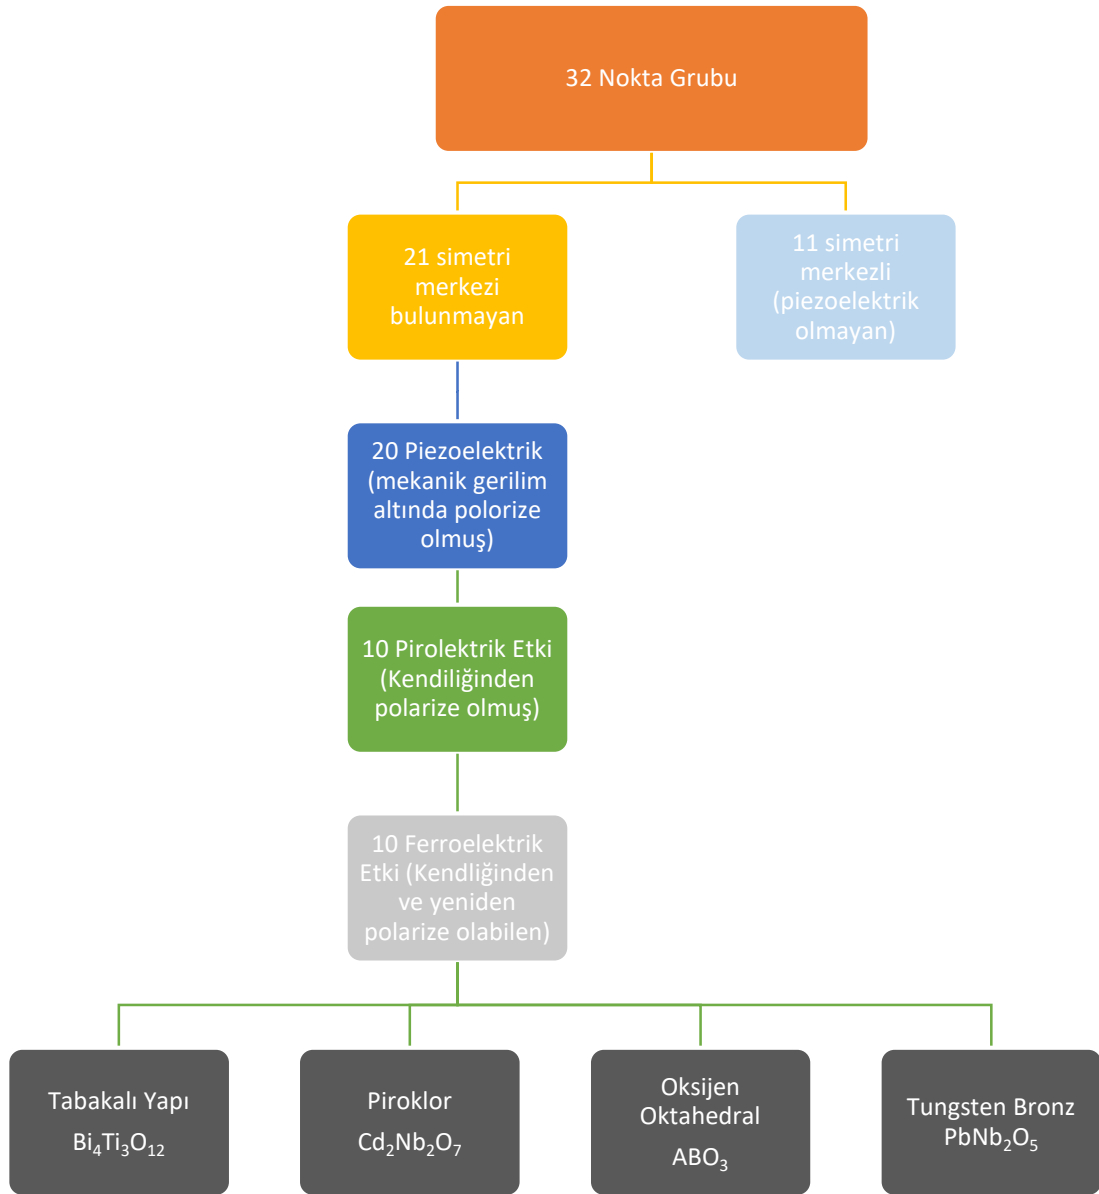 32 Nokta Grubu
21 simetri
merkezi
bulunmayan
11 simetri
merkezli
(piezoelektrik
olmayan)
20 Piezoelektrik
(mekanik gerilim
altında polorize
olmuş)
10 Pirolektrik Etki
(Kendiliğinden
polarize olmuş)
10 Ferroelektrik
Etki (Kendliğinden
ve yeniden
polarize olabilen)
Tabakalı Yapı
Bi₄Ti₃O₁₂
Piroklor
Cd₂Nb₂O₇
Oksijen
Oktahedral
ABO₃
Tungsten Bronz
PbNb₂O₅